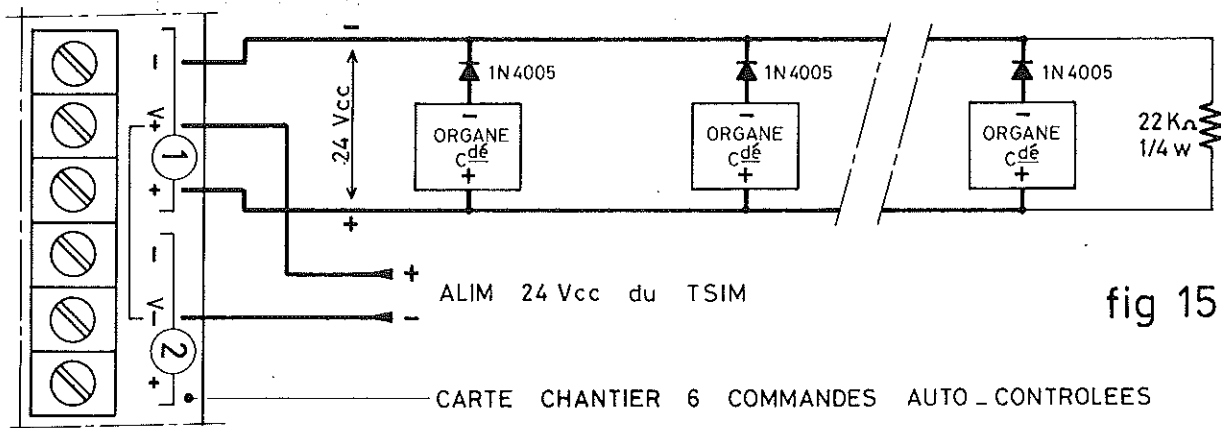 −
V+
1
+
−
V−
2
+
−
24 Vcc
+
1N4005
−
ORGANE
Cdé
+
1N4005
−
ORGANE
Cdé
+
1N4005
−
ORGANE
Cdé
+
22 KΩ
1/4 W
+
ALIM 24 Vcc du TSIM
−
fig 15
CARTE CHANTIER 6 COMMANDES AUTO_CONTROLEES